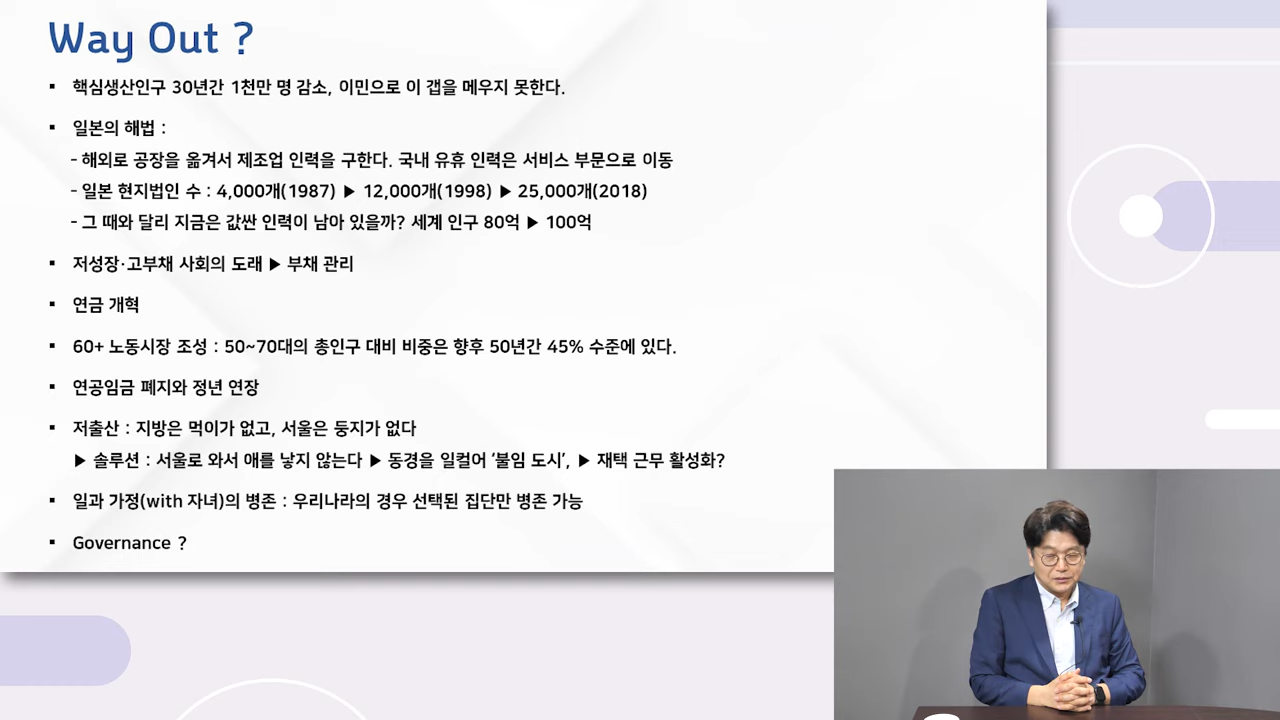 Way Out ?
▪ 핵심생산인구 30년간 1천만 명 감소, 이민으로 이 갭을 메우지 못한다.
▪ 일본의 해법 :
- 해외로 공장을 옮겨서 제조업 인력을 구한다. 국내 유휴 인력은 서비스 부문으로 이동
- 일본 현지법인 수 : 4,000개(1987) ▶ 12,000개(1998) ▶ 25,000개(2018)
- 그 때와 달리 지금은 값싼 인력이 남아 있을까? 세계 인구 80억 ▶ 100억
▪ 저성장·고부채 사회의 도래 ▶ 부채 관리
▪ 연금 개혁
▪ 60+ 노동시장 조성 : 50~70대의 총인구 대비 비중은 향후 50년간 45% 수준에 있다.
▪ 연공임금 폐지와 정년 연장
▪ 저출산 : 지방은 먹이가 없고, 서울은 둥지가 없다
▶ 솔루션 : 서울로 와서 애를 낳지 않는다 ▶ 동경을 일컬어 ‘불임 도시’, ▶ 재택 근무 활성화?
▪ 일과 가정(with 자녀)의 병존 : 우리나라의 경우 선택된 집단만 병존 가능
▪ Governance ?